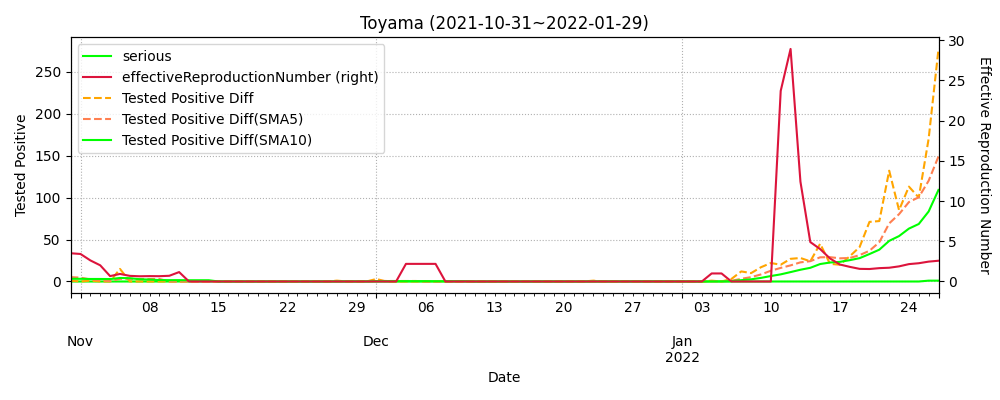 Toyama (2021-10-31~2022-01-29)
serious
effectiveReproductionNumber (right)
Tested Positive Diff
Tested Positive Diff(SMA5)
Tested Positive Diff(SMA10)
Tested Positive
250
200
150
100
50
0
30
25
20
15
10
5
0
Effective Reproduction Number
08 15 22 29 06 13 20 27 03 10 17 24
Nov Dec Jan
2022
Date